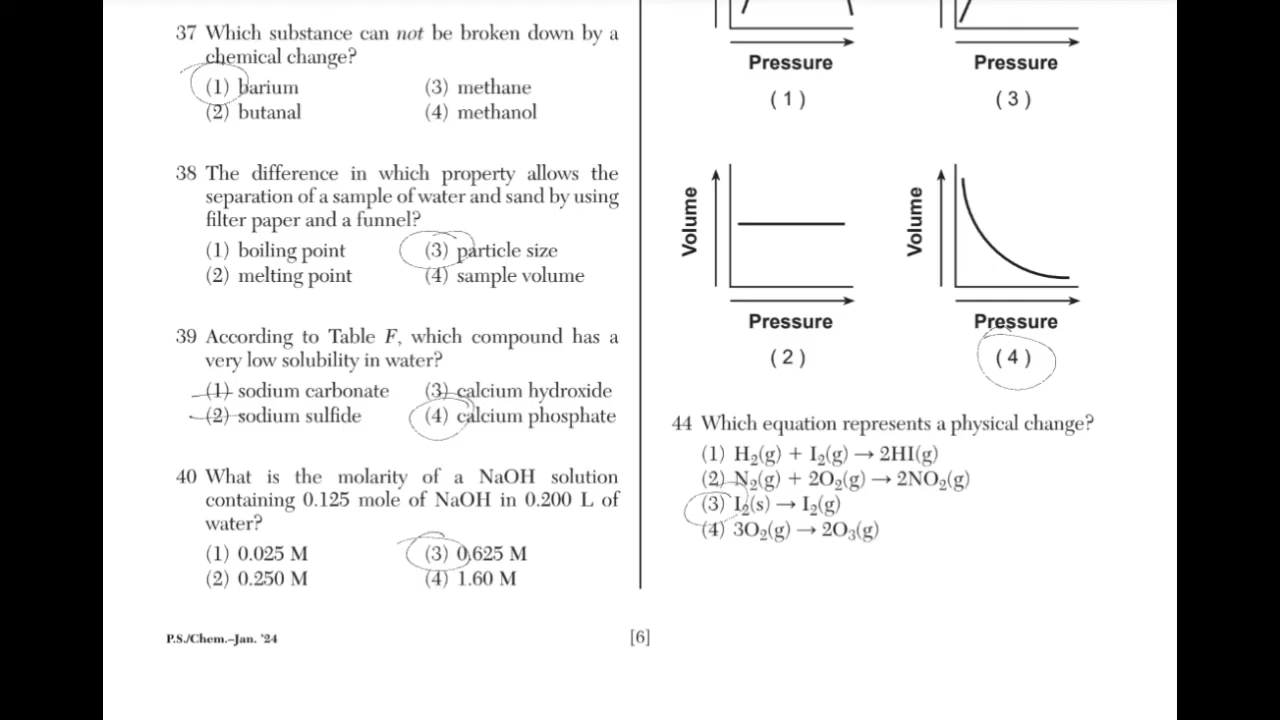 37 Which substance can not be broken down by a
chemical change?
(1) barium (3) methane
(2) butanal (4) methanol
38 The difference in which property allows the
separation of a sample of water and sand by using
filter paper and a funnel?
(1) boiling point (3) particle size
(2) melting point (4) sample volume
39 According to Table F, which compound has a
very low solubility in water?
(1) sodium carbonate (3) calcium hydroxide
(2) sodium sulfide (4) calcium phosphate
40 What is the molarity of a NaOH solution
containing 0.125 mole of NaOH in 0.200 L of
water?
(1) 0.025 M (3) 0.625 M
(2) 0.250 M (4) 1.60 M
Pressure Pressure
(1) (3)
Volume Volume
Pressure Pressure
(2) (4)
44 Which equation represents a physical change?
(1) H₂(g) + I₂(g) → 2HI(g)
(2) N₂(g) + 2O₂(g) → 2NO₂(g)
(3) I₂(s) → I₂(g)
(4) 3O₂(g) → 2O₃(g)
P.S./Chem.–Jan. '24 [6]